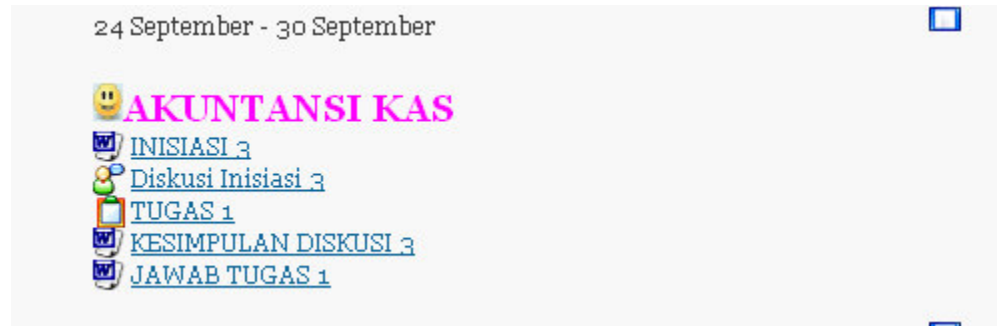 24 September - 30 September
AKUNTANSI KAS
INISIASI 3
Diskusi Inisiasi 3
TUGAS 1
KESIMPULAN DISKUSI 3
JAWAB TUGAS 1